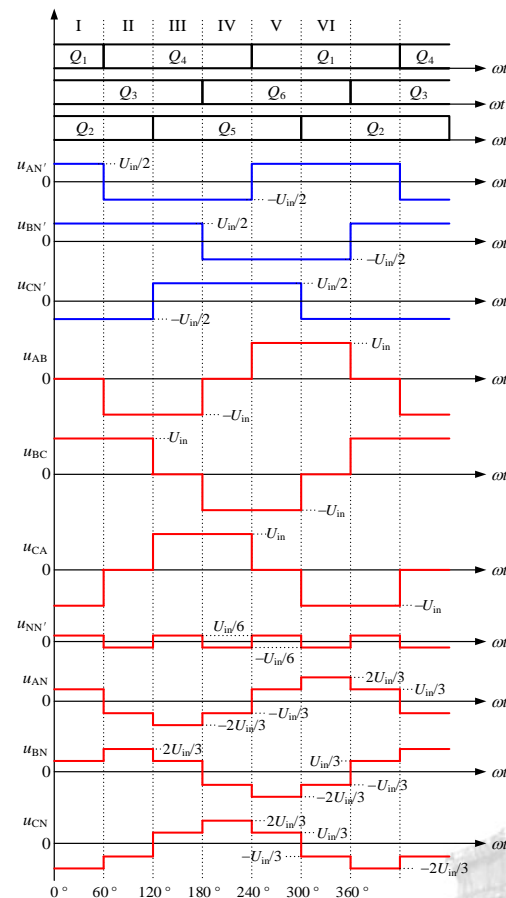 I II III IV V VI
Q1 Q4 Q1 Q4 ωt
Q3 Q6 Q3 ωt
Q2 Q5 Q2 ωt
uAN′ Uin/2
0 −Uin/2 ωt
uBN′ Uin/2
0 −Uin/2 ωt
uCN′ Uin/2
0 −Uin/2 ωt
uAB Uin
0 ωt
−Uin
uBC Uin
0 ωt
−Uin
uCA Uin
0 ωt
−Uin
uNN′ Uin/6
0 ωt
−Uin/6
uAN 2Uin/3
Uin/3
0 ωt
−Uin/3
−2Uin/3
uBN 2Uin/3 Uin/3
0 ωt
−Uin/3
−2Uin/3
uCN 2Uin/3
Uin/3
0 ωt
−Uin/3
−2Uin/3
0° 60° 120° 180° 240° 300° 360°